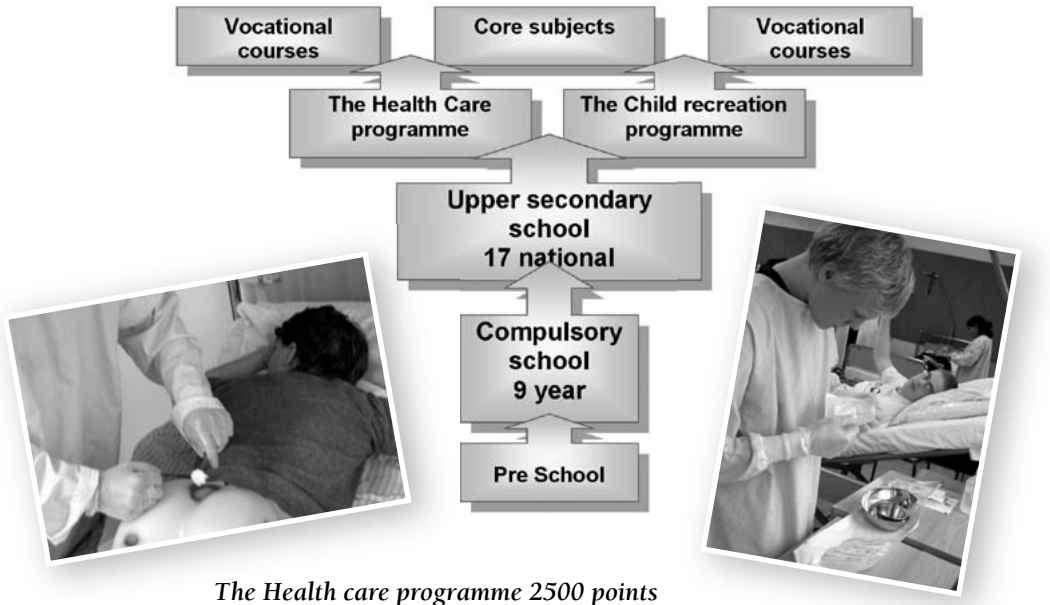 Vocational
courses
Core subjects
Vocational
courses
The Health Care
programme
The Child recreation
programme
Upper secondary
school
17 national
Compulsory
school
9 year
Pre School
The Health care programme 2500 points